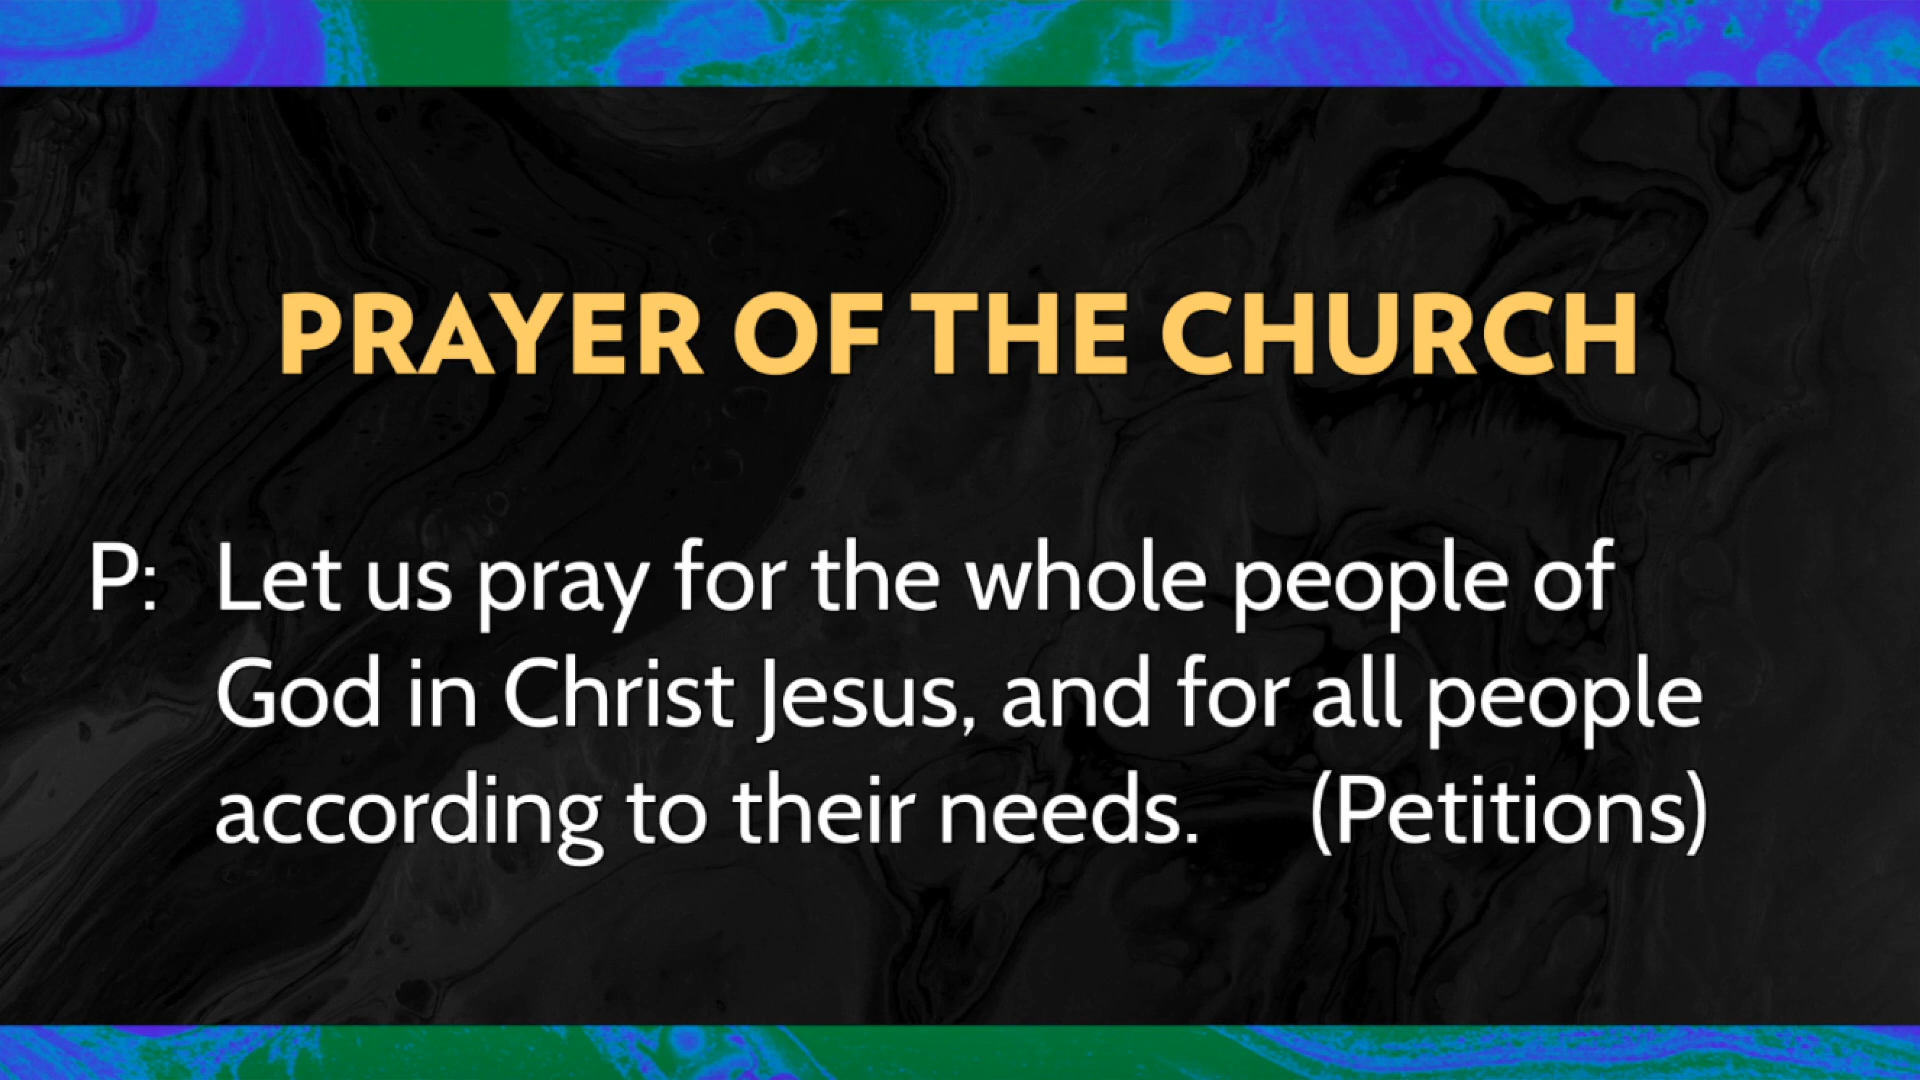 PRAYER OF THE CHURCH
P: Let us pray for the whole people of
God in Christ Jesus, and for all people
according to their needs. (Petitions)